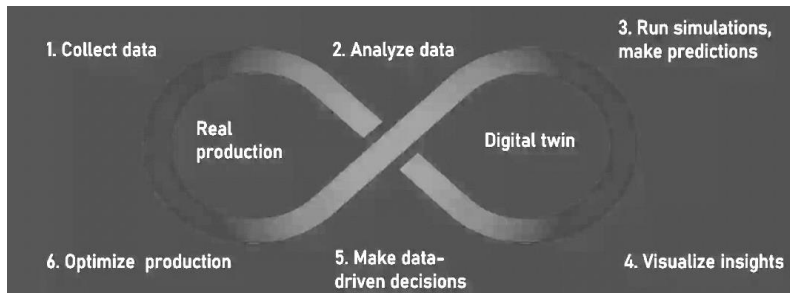 1. Collect data
2. Analyze data
3. Run simulations,
make predictions
Real
production
Digital twin
6. Optimize production
5. Make data-
driven decisions
4. Visualize insights